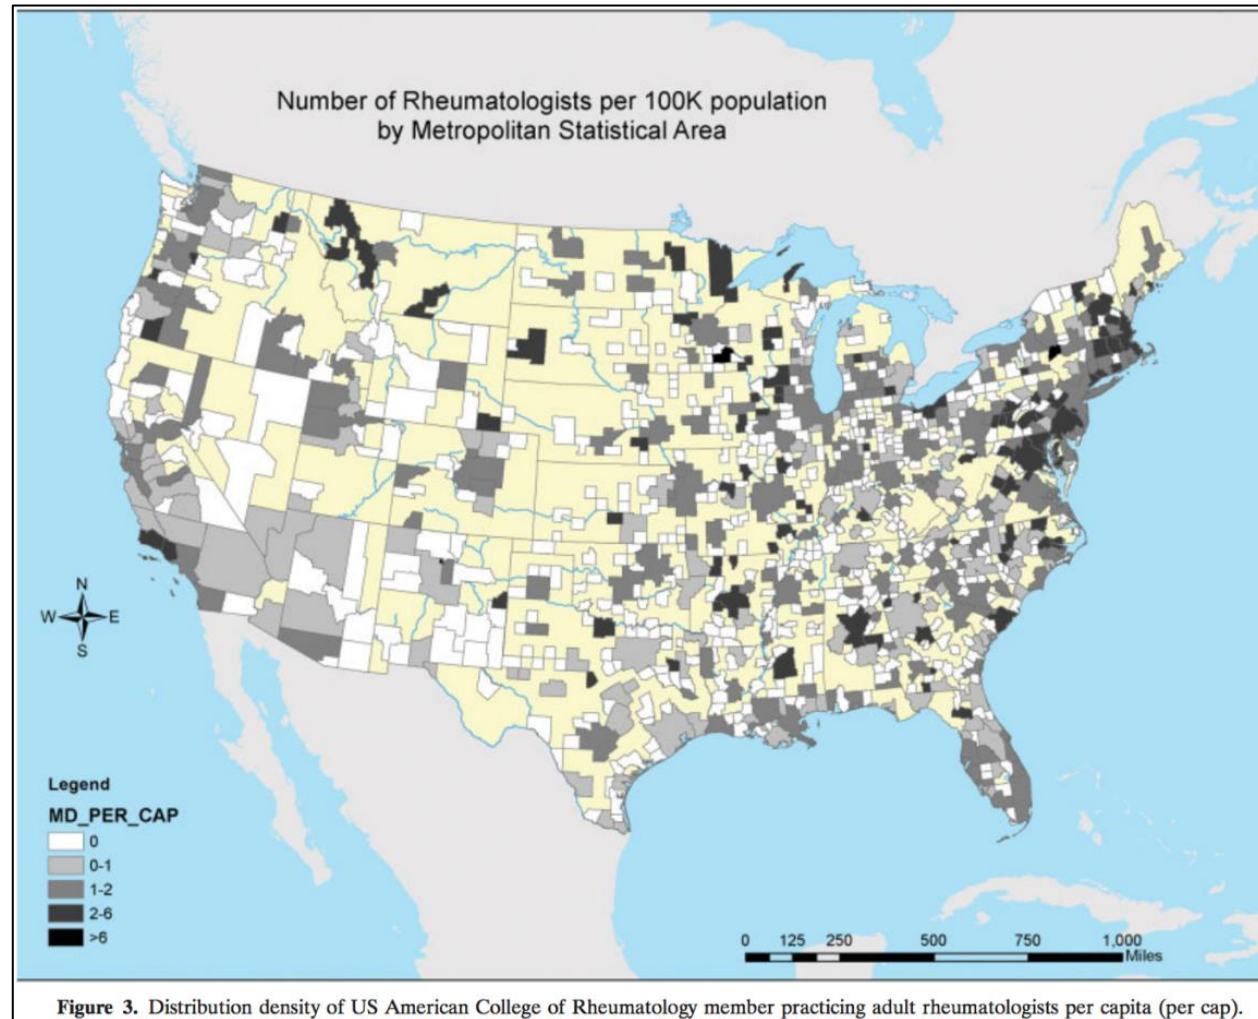 Number of Rheumatologists per 100K population
by Metropolitan Statistical Area
N
W E
S
Legend
MD_PER_CAP
0
0-1
1-2
2-6
>6
0 125 250 500 750 1,000
Miles
Figure 3. Distribution density of US American College of Rheumatology member practicing adult rheumatologists per capita (per cap).